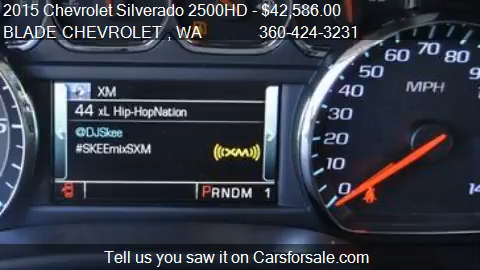 2015 Chevrolet Silverado 2500HD - $42,586.00
BLADE CHEVROLET , WA 360-424-3231
XM
44 xL Hip-HopNation
@DJSkee
#SKEEmixSXM
((XM))
PRNDM 1
MPH
0
10
20
30
40
50
60
70
80
90
14
Tell us you saw it on Carsforsale.com